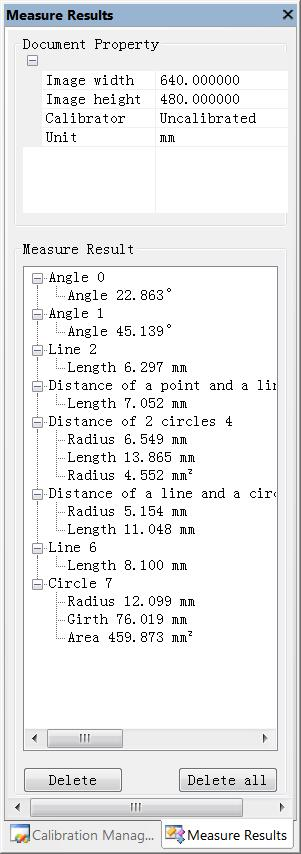 Measure Results
Document Property
Image width 640.000000
Image height 480.000000
Calibrator Uncalibrated
Unit mm
Measure Result
Angle 0
Angle 22.863°
Angle 1
Angle 45.139°
Line 2
Length 6.297 mm
Distance of a point and a lin
Length 7.052 mm
Distance of 2 circles 4
Radius 6.549 mm
Length 13.865 mm
Radius 4.552 mm²
Distance of a line and a circ
Radius 5.154 mm
Length 11.048 mm
Line 6
Length 8.100 mm
Circle 7
Radius 12.099 mm
Girth 76.019 mm
Area 459.873 mm²
Delete Delete all
Calibration Manag... Measure Results